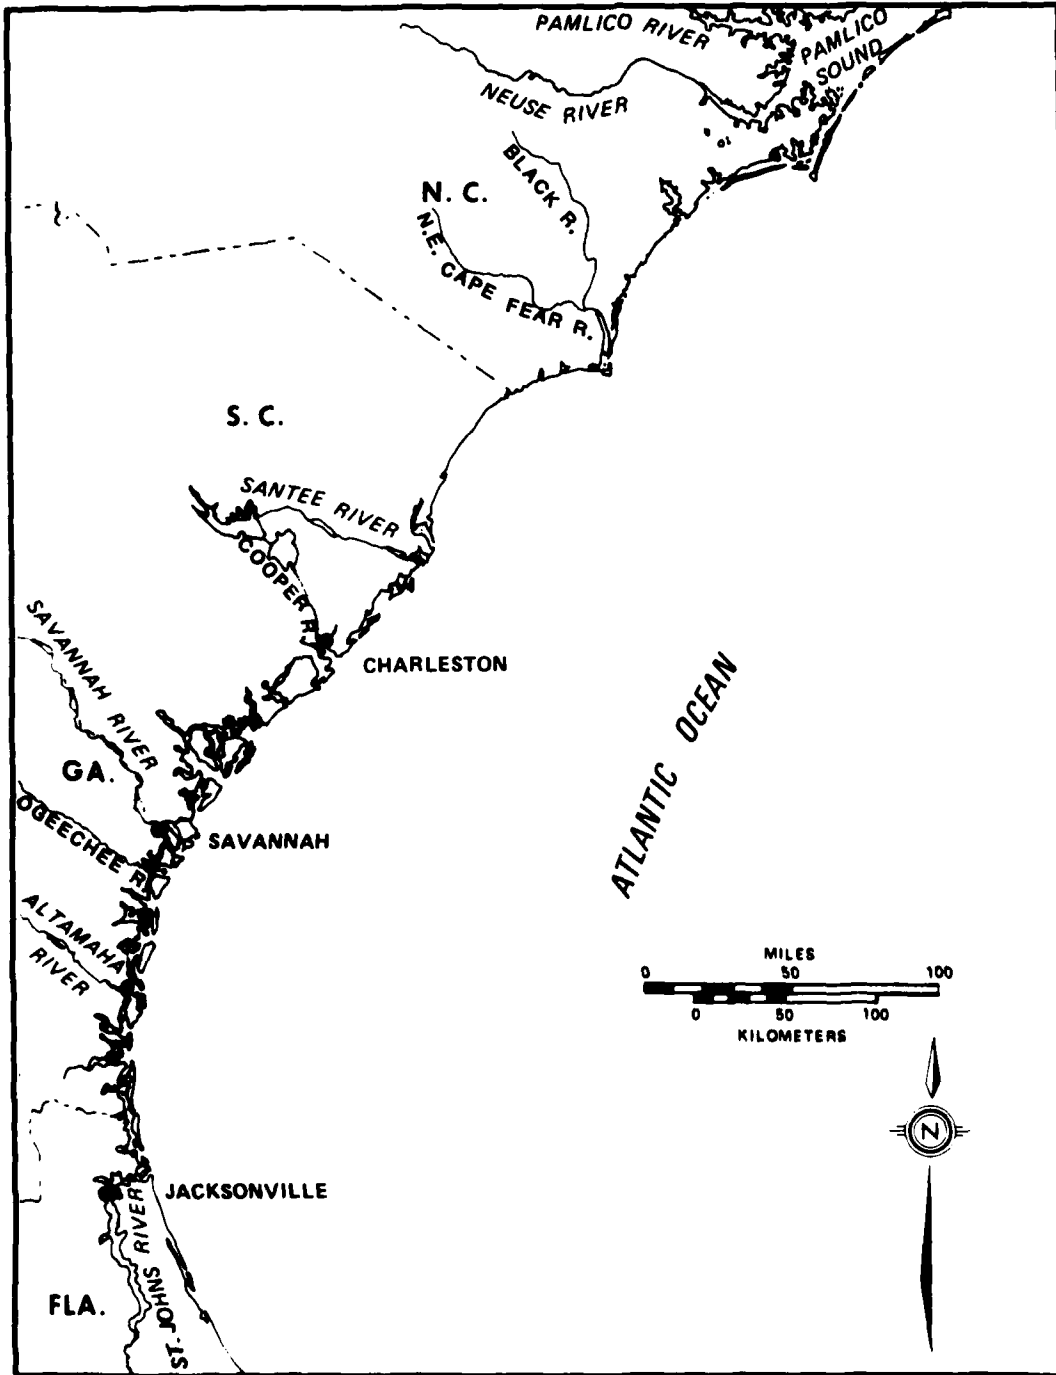 PAMLICO RIVER
PAMLICO
SOUND
NEUSE RIVER
BLACK R.
N. C.
N.E. CAPE FEAR R.
S. C.
SANTEE RIVER
COOPER R.
SAVANNAH RIVER
CHARLESTON
ATLANTIC OCEAN
GA.
OGEECHEE R.
SAVANNAH
ALTAMAHA
RIVER
MILES
0 50 100
0 50 100
KILOMETERS
N
JACKSONVILLE
ST. JOHNS RIVER
FLA.